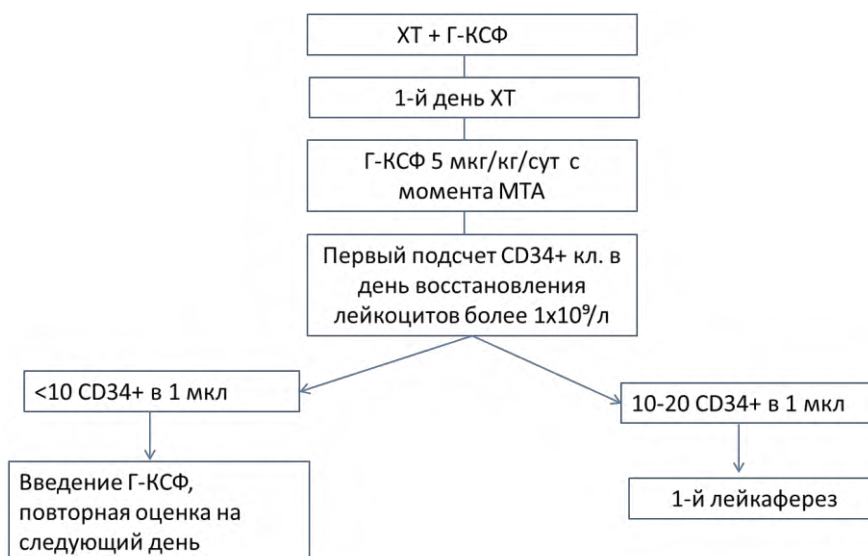 ХТ + Г-КСФ
1-й день ХТ
Г-КСФ 5 мкг/кг/сут с
момента МТА
Первый подсчет CD34+ кл. в
день восстановления
лейкоцитов более 1х10⁹/л
<10 CD34+ в 1 мкл
10-20 CD34+ в 1 мкл
Введение Г-КСФ,
повторная оценка на
следующий день
1-й лейкаферез